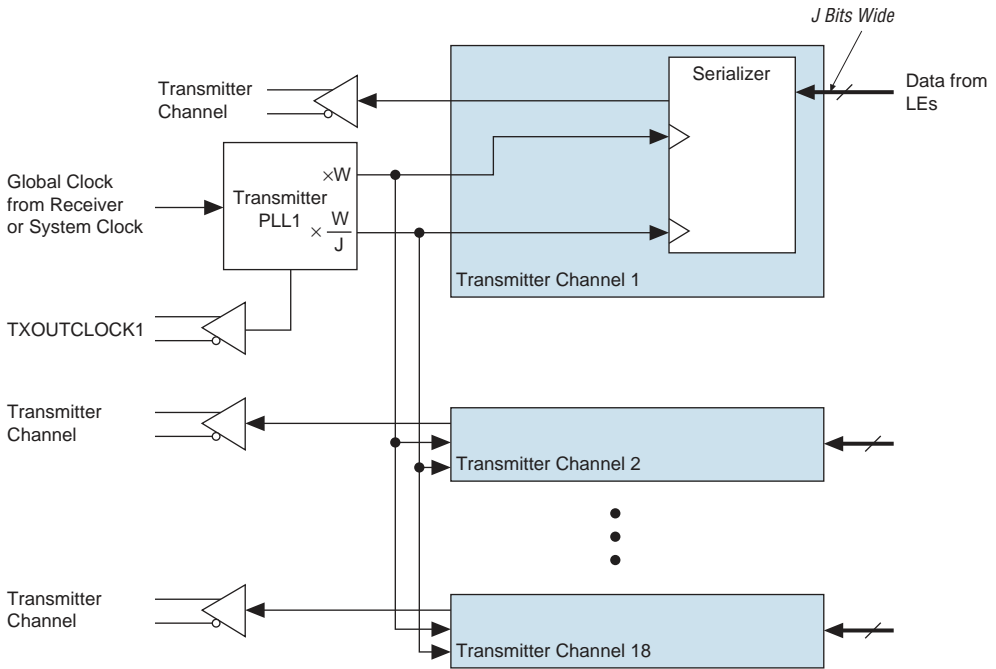 J Bits Wide
Serializer
Data from
LEs
Transmitter
Channel
Global Clock
from Receiver
or System Clock
×W
Transmitter
PLL1
× W
J
Transmitter Channel 1
TXOUTCLOCK1
Transmitter
Channel
Transmitter Channel 2
Transmitter
Channel
Transmitter Channel 18